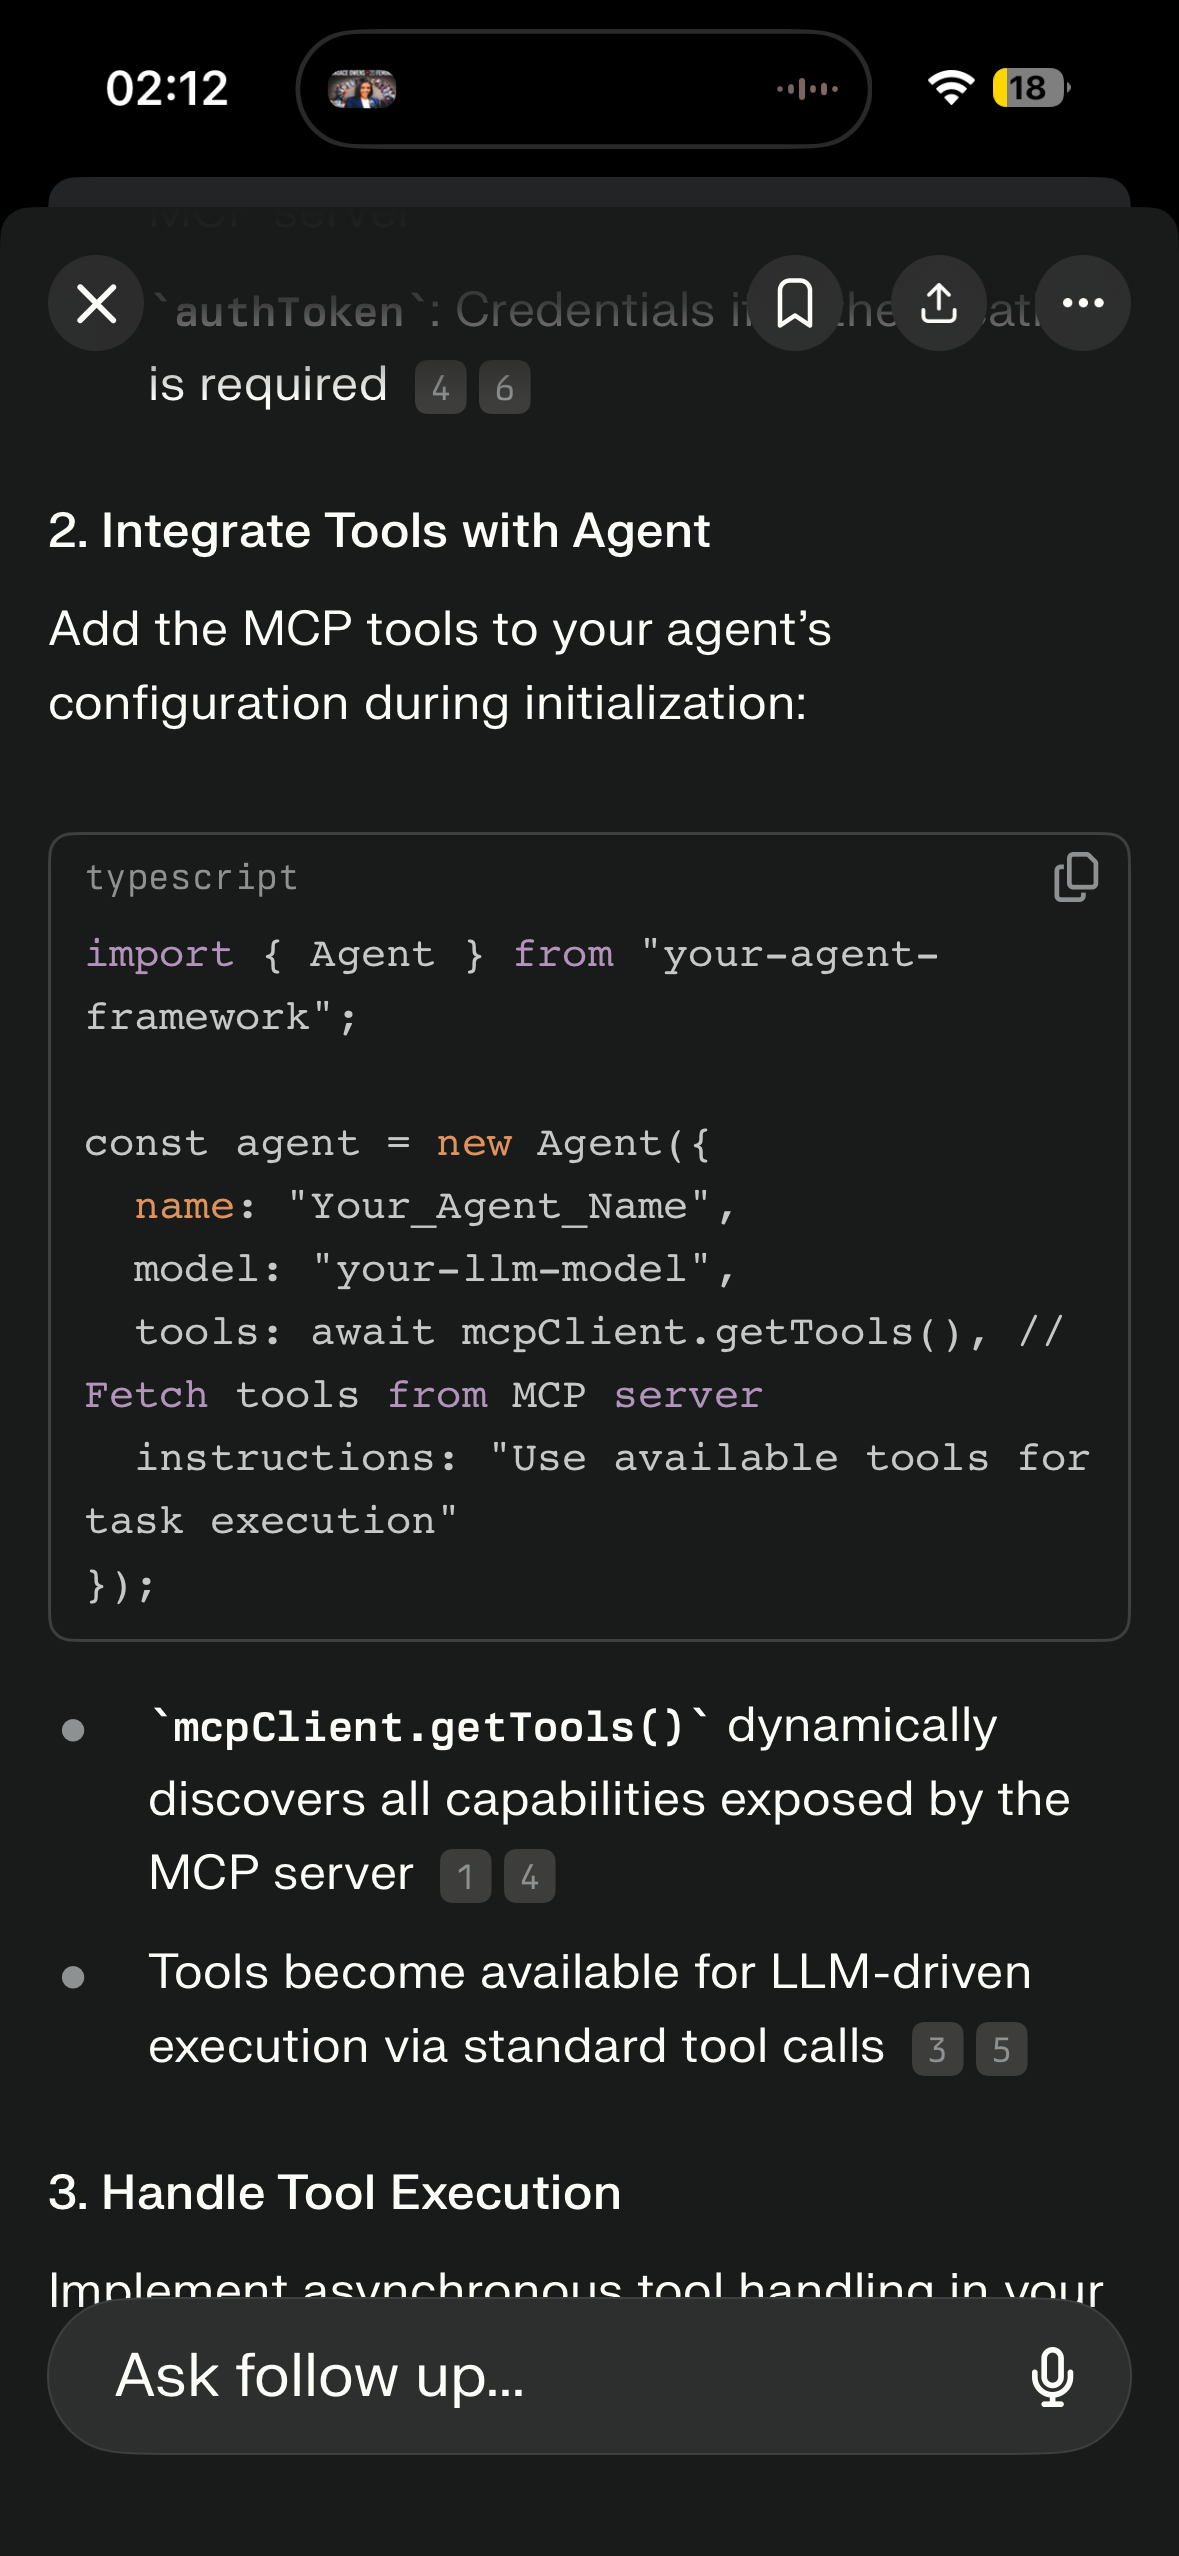 02:12
18
MCP server
`authToken`: Credentials
is required 4 6
2. Integrate Tools with Agent
Add the MCP tools to your agent’s
configuration during initialization:
typescript
import { Agent } from "your-agent-
framework";
const agent = new Agent({
  name: "Your_Agent_Name",
  model: "your-llm-model",
  tools: await mcpClient.getTools(), //
Fetch tools from MCP server
  instructions: "Use available tools for
task execution"
});
`mcpClient.getTools()` dynamically
discovers all capabilities exposed by the
MCP server 1 4
Tools become available for LLM-driven
execution via standard tool calls 3 5
3. Handle Tool Execution
Implement asynchronous tool handling in your
Ask follow up...